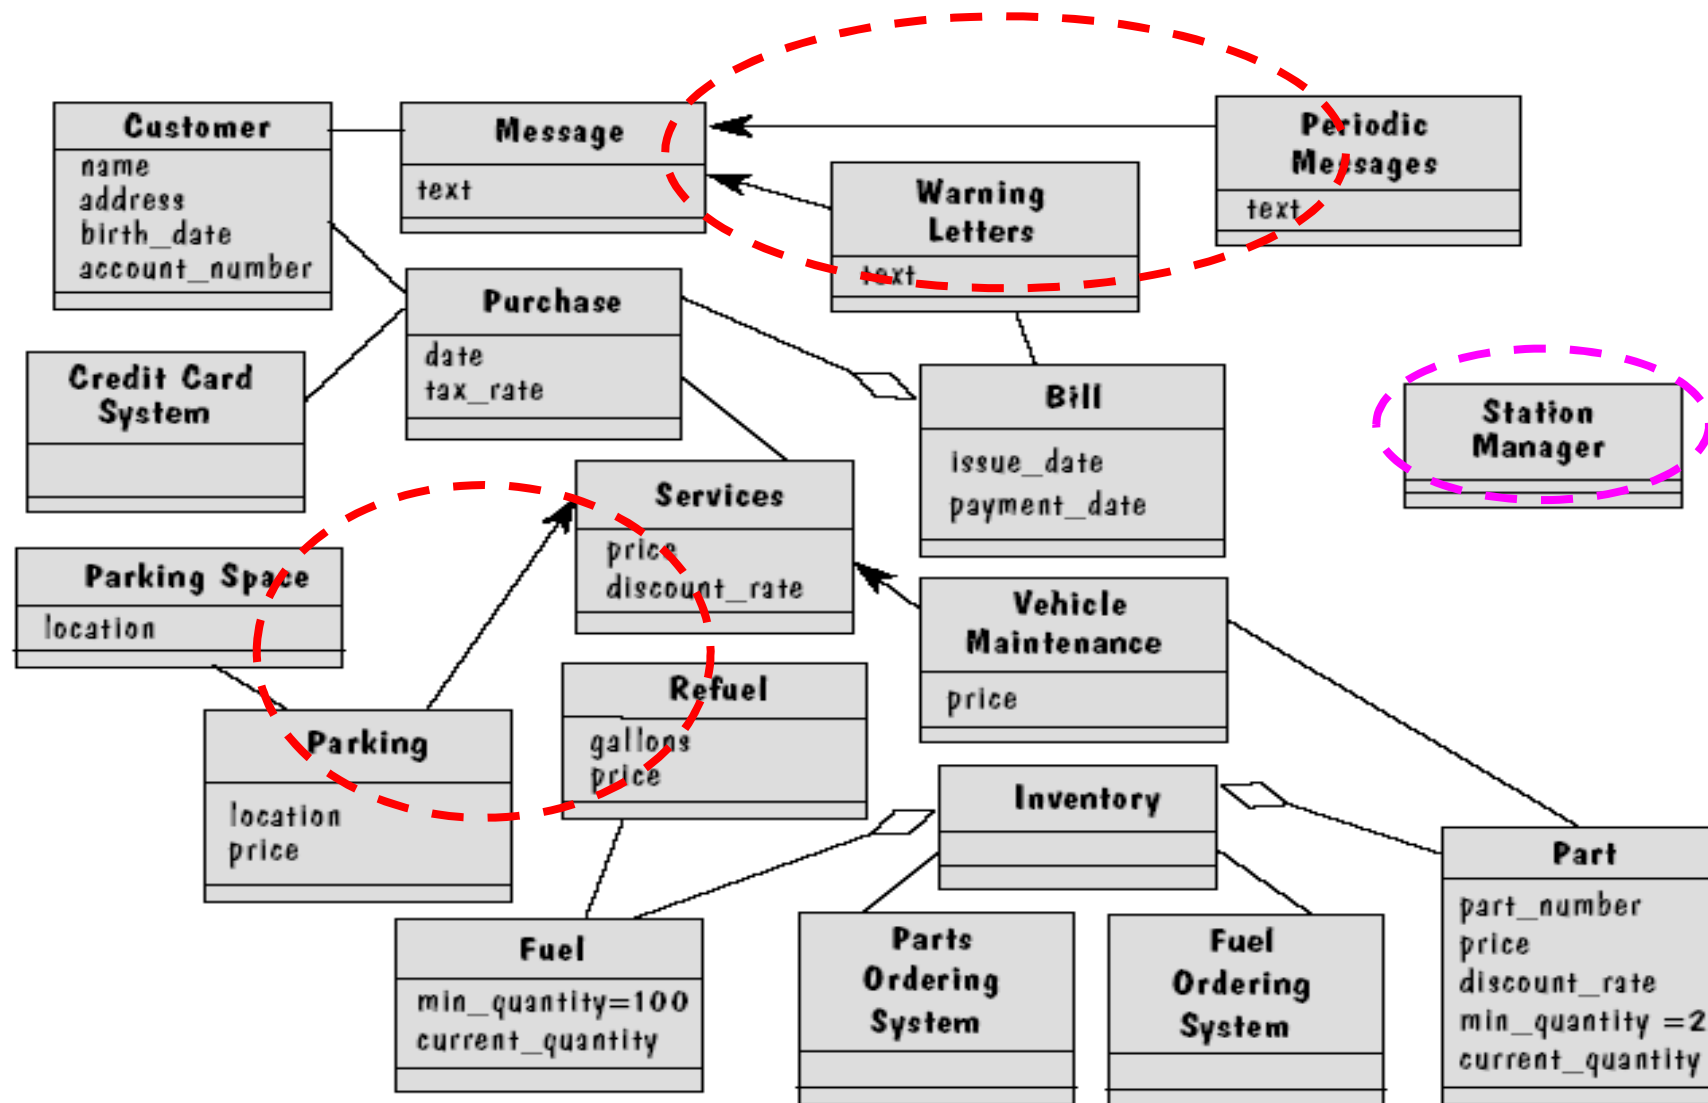 Customer
name
address
birth_date
account_number
Message
text
Periodic
Messages
text
Warning
Letters
text
Purchase
date
tax_rate
Credit Card
System
Bill
issue_date
payment_date
Station
Manager
Services
price
discount_rate
Parking Space
location
Vehicle
Maintenance
price
Refuel
gallons
price
Parking
location
price
Inventory
Part
part_number
price
discount_rate
min_quantity =2
current_quantity
Fuel
min_quantity=100
current_quantity
Parts
Ordering
System
Fuel
Ordering
System